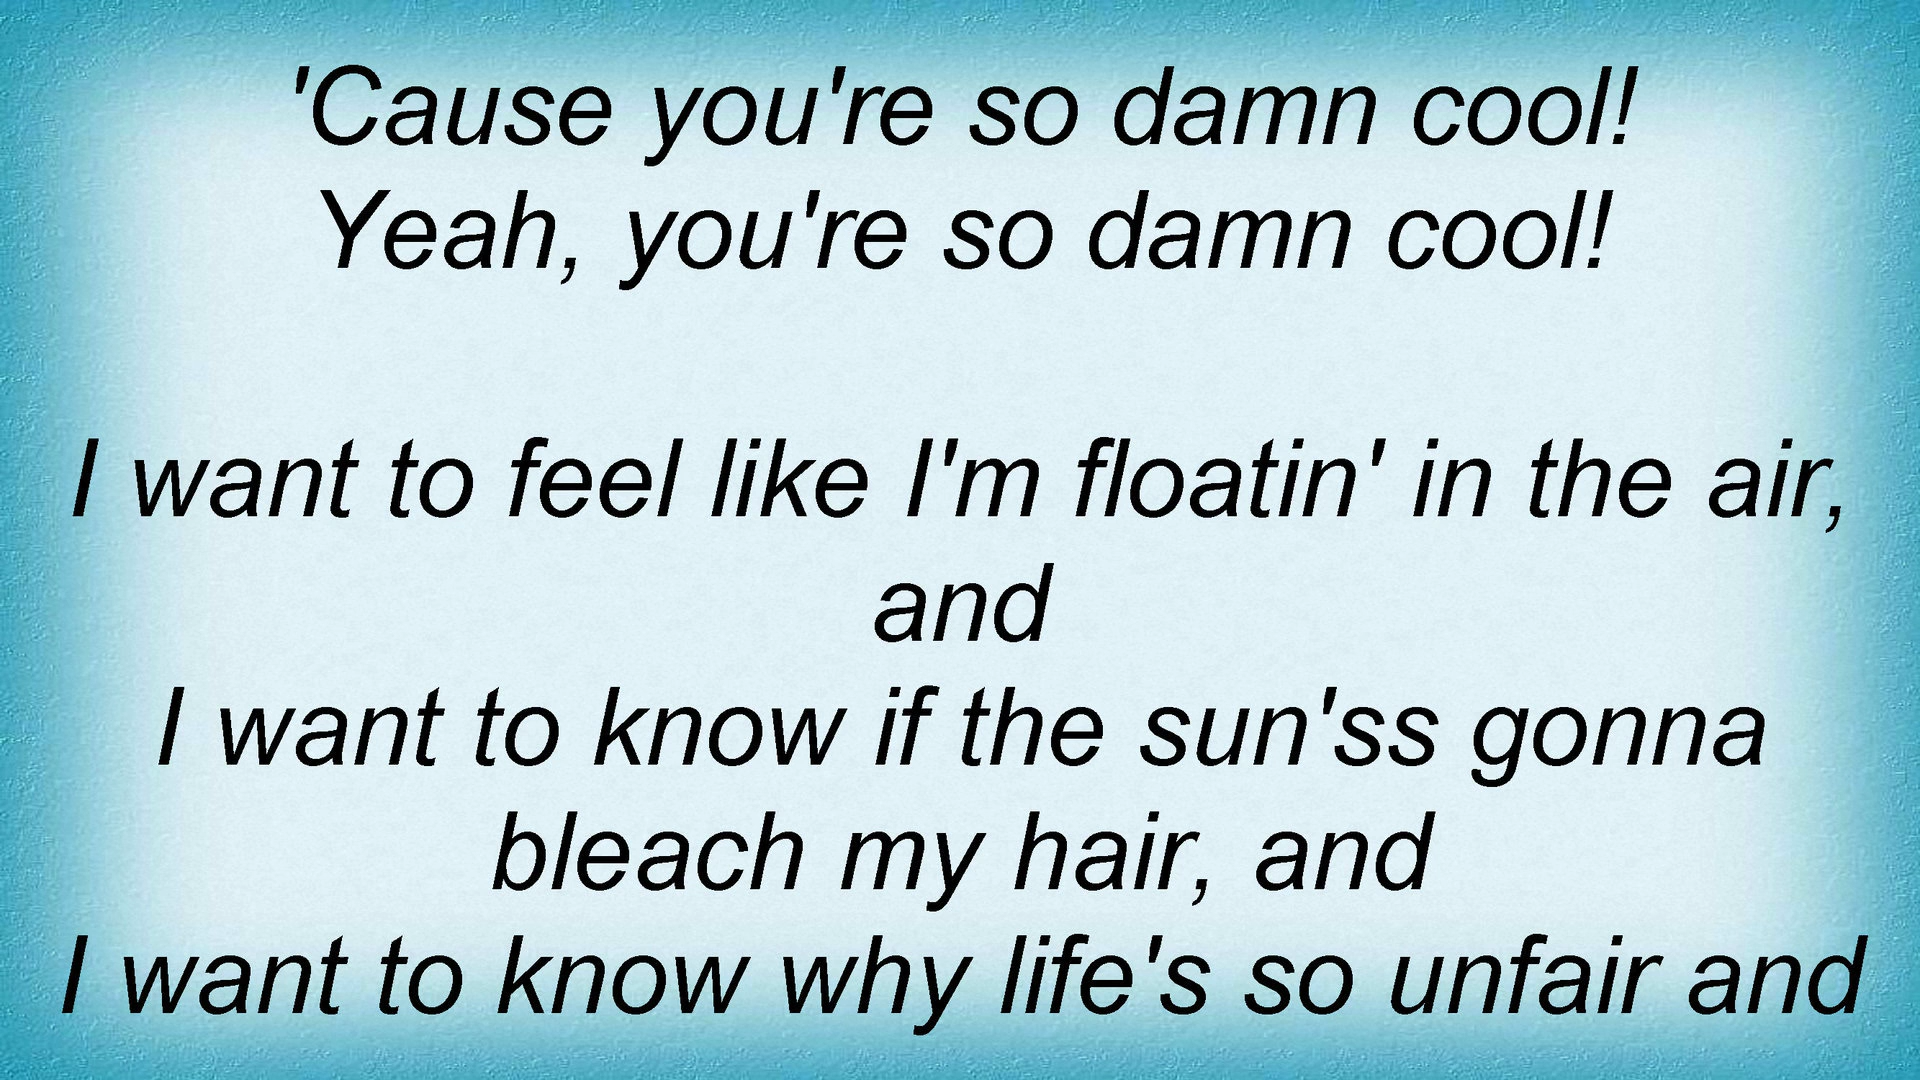 'Cause you're so damn cool!
Yeah, you're so damn cool!
I want to feel like I'm floatin' in the air,
and
I want to know if the sun'ss gonna
bleach my hair, and
I want to know why life's so unfair and